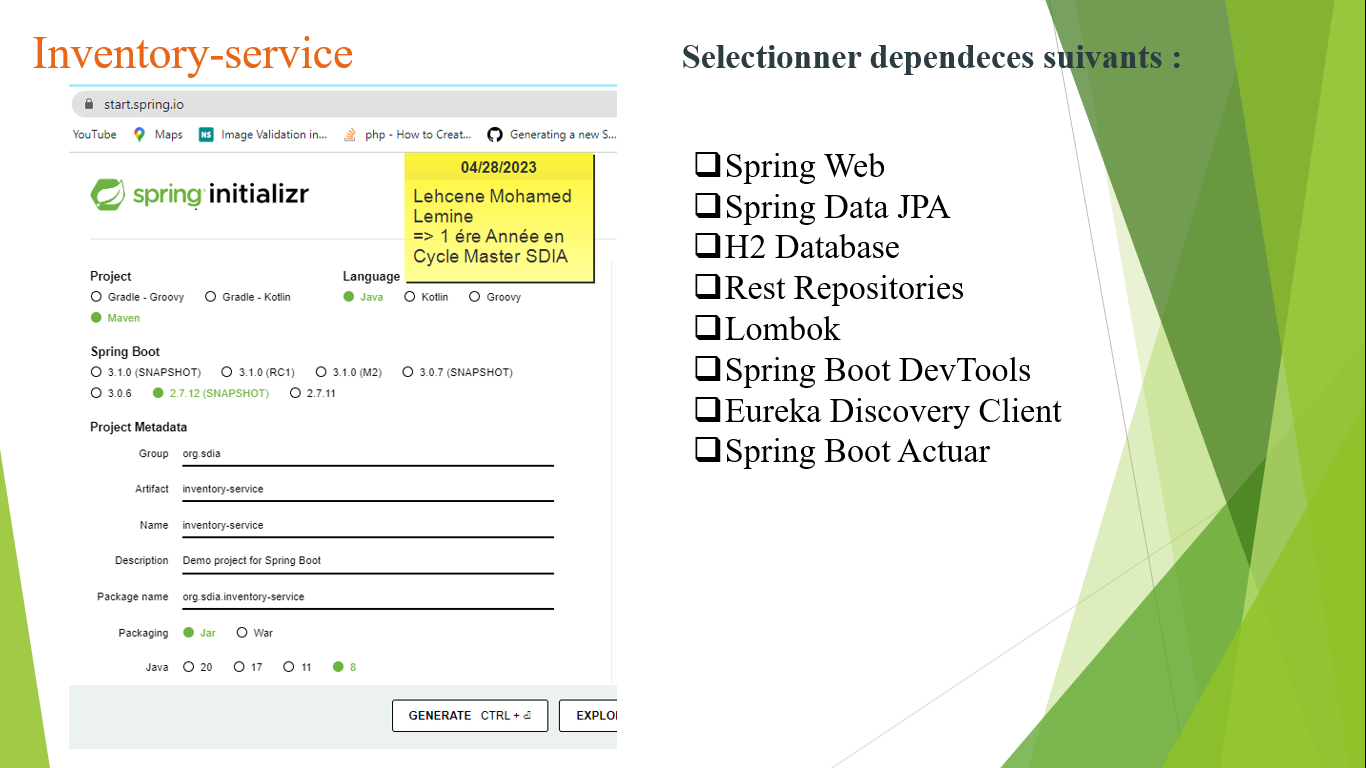 Inventory-service
Selectionner dependeces suivants :
start.spring.io
YouTube Maps NS Image Validation in... php - How to Creat... Generating a new S...
spring initializr
04/28/2023
Lehcene Mohamed
Lemine
=> 1 ére Année en
Cycle Master SDIA
Project
Gradle - Groovy Gradle - Kotlin
Maven
Language
Java Kotlin Groovy
Spring Boot
3.1.0 (SNAPSHOT) 3.1.0 (RC1) 3.1.0 (M2) 3.0.7 (SNAPSHOT)
3.0.6 2.7.12 (SNAPSHOT) 2.7.11
Project Metadata
Group org.sdia
Artifact inventory-service
Name inventory-service
Description Demo project for Spring Boot
Package name org.sdia.inventory-service
Packaging Jar War
Java 20 17 11 8
GENERATE CTRL + ⏎ EXPLO
Spring Web
Spring Data JPA
H2 Database
Rest Repositories
Lombok
Spring Boot DevTools
Eureka Discovery Client
Spring Boot Actuar